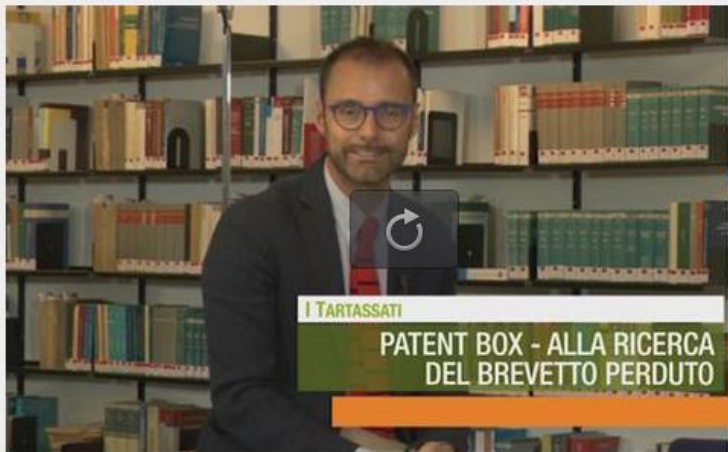 I TARTASSATI
PATENT BOX - ALLA RICERCA
DEL BREVETTO PERDUTO